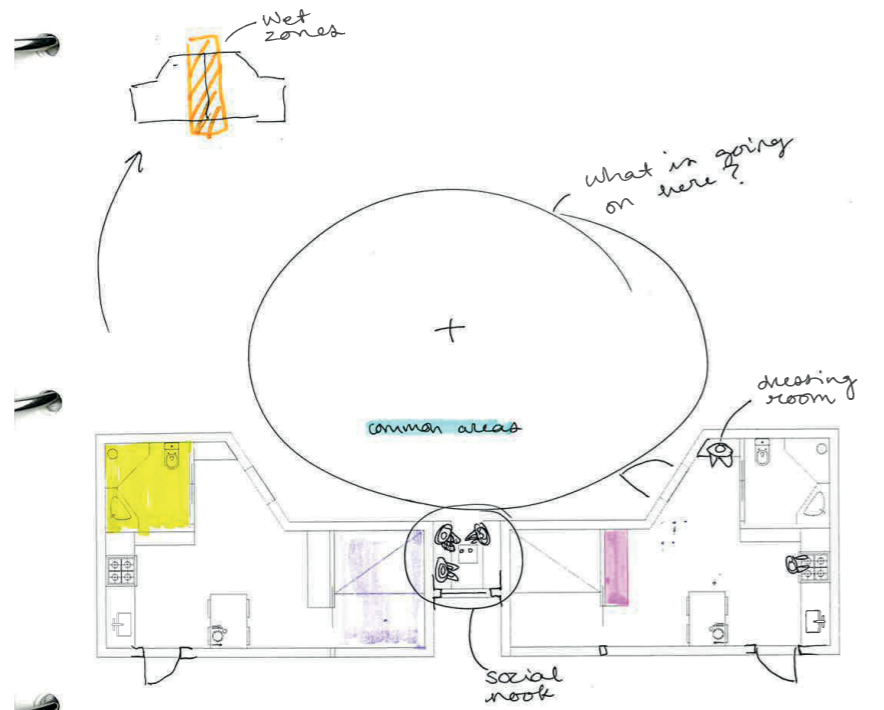 Wet
zones
what is going
on here?
common areas
dressing
room
social
nook